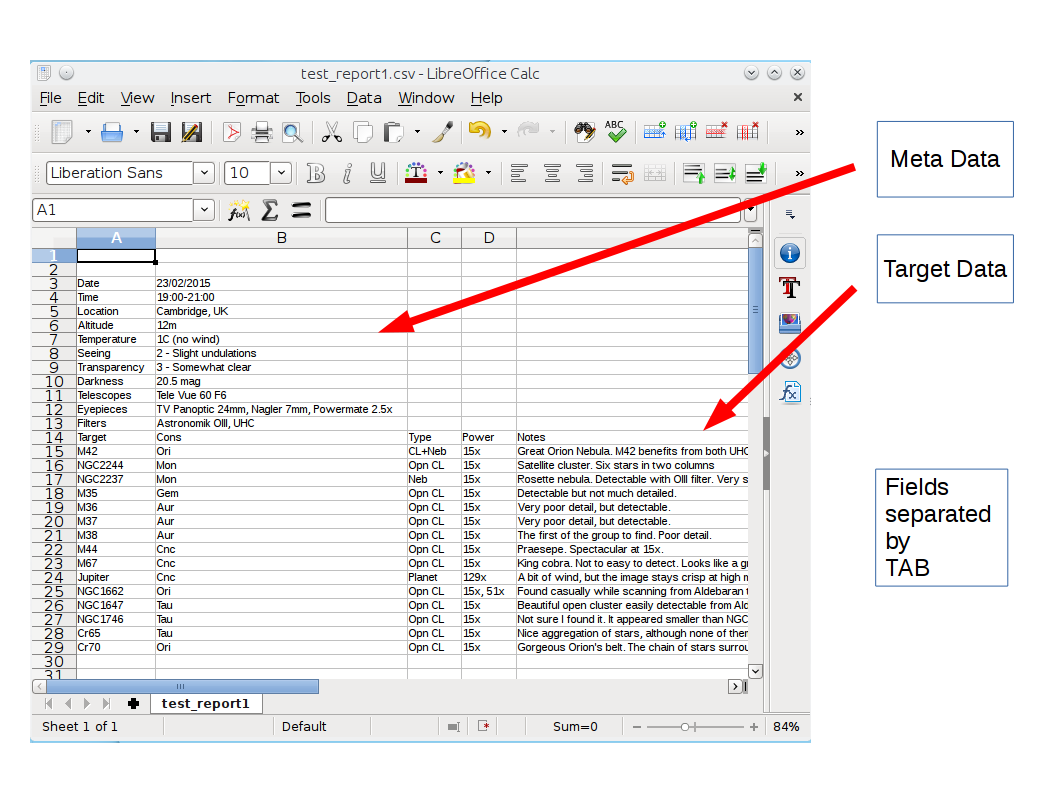 test_report1.csv - LibreOffice Calc
File Edit View Insert Format Tools Data Window Help
ABC
Liberation Sans 10
A1
A B C D
1
2
3 Date 23/02/2015
4 Time 19:00-21:00
5 Location Cambridge, UK
6 Altitude 12m
7 Temperature 1C (no wind)
8 Seeing 2 - Slight undulations
9 Transparency 3 - Somewhat clear
10 Darkness 20.5 mag
11 Telescopes Tele Vue 60 F6
12 Eyepieces TV Panoptic 24mm, Nagler 7mm, Powermate 2.5x
13 Filters Astronomik OIII, UHC
14 Target Cons Type Power Notes
15 M42 Ori CL+Neb 15x Great Orion Nebula. M42 benefits from both UHC
16 NGC2244 Mon Opn CL 15x Satellite cluster. Six stars in two columns
17 NGC2237 Mon Neb 15x Rosette nebula. Detectable with OIII filter. Very s
18 M35 Gem Opn CL 15x Detectable but not much detailed.
19 M36 Aur Opn CL 15x Very poor detail, but detectable.
20 M37 Aur Opn CL 15x Very poor detail, but detectable.
21 M38 Aur Opn CL 15x The first of the group to find. Poor detail.
22 M44 Cnc Opn CL 15x Praesepe. Spectacular at 15x.
23 M67 Cnc Opn CL 15x King cobra. Not to easy to detect. Looks like a gr
24 Jupiter Cnc Planet 129x A bit of wind, but the image stays crisp at high m
25 NGC1662 Ori Opn CL 15x, 51x Found casually while scanning from Aldebaran t
26 NGC1647 Tau Opn CL 15x Beautiful open cluster easily detectable from Ald
27 NGC1746 Tau Opn CL 15x Not sure I found it. It appeared smaller than NGC
28 Cr65 Tau Opn CL 15x Nice aggregation of stars, although none of ther
29 Cr70 Ori Opn CL 15x Gorgeous Orion's belt. The chain of stars surrou
30
31
test_report1
Sheet 1 of 1 Default Sum=0 84%
Meta Data
Target Data
Fields
separated
by
TAB